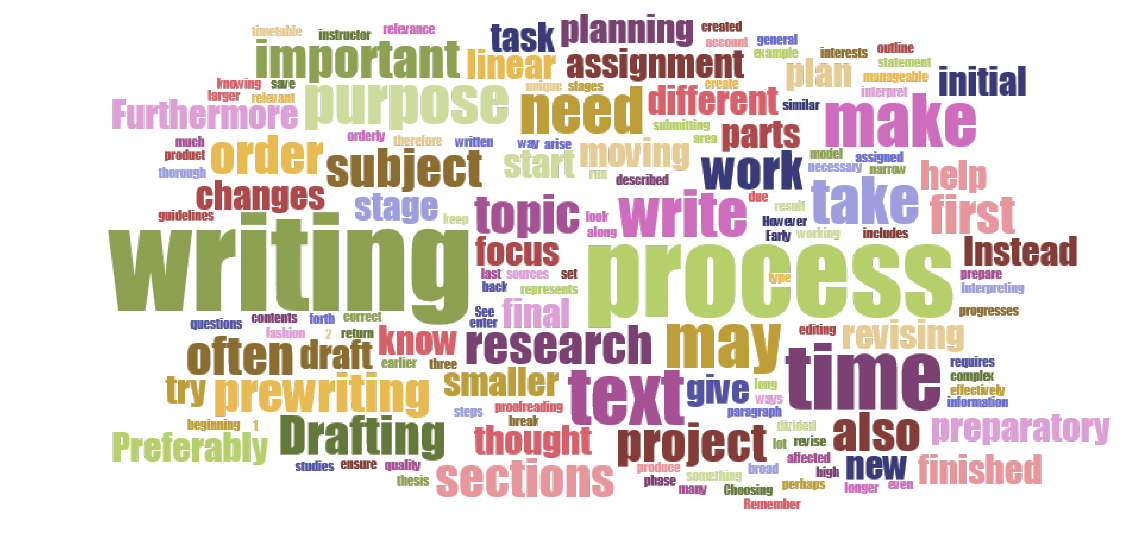 timetable instructor relevance task planning created
account general
important linear assignment example interests outline
statement
knowing save unique stages create plan manageable initial
larger relevant purpose need different similar interpret make
Furthermore
submitting
much orderly therefore written way arise area parts
product order subject start moving model assigned
thorough run described work necessary narrow help
changes stage keep topic look write due take first
guidelines result
along However
writing focus process Early working includes Instead
last sources set type prepare
back represents Interpreting
questions contents forth correct See final progresses
enter
fashion 2 return know research may editing revising
often draft earlier three time requires
try prewriting smaller text give long complex
effectively
steps proofreading ways information
beginning 1 break paragraph
Preferably Drafting thought project divided also preparatory
lot revise
studies ensure quality sections produce something broad affected new finished
high
thesis phase many Choosing perhaps longer even
Remember